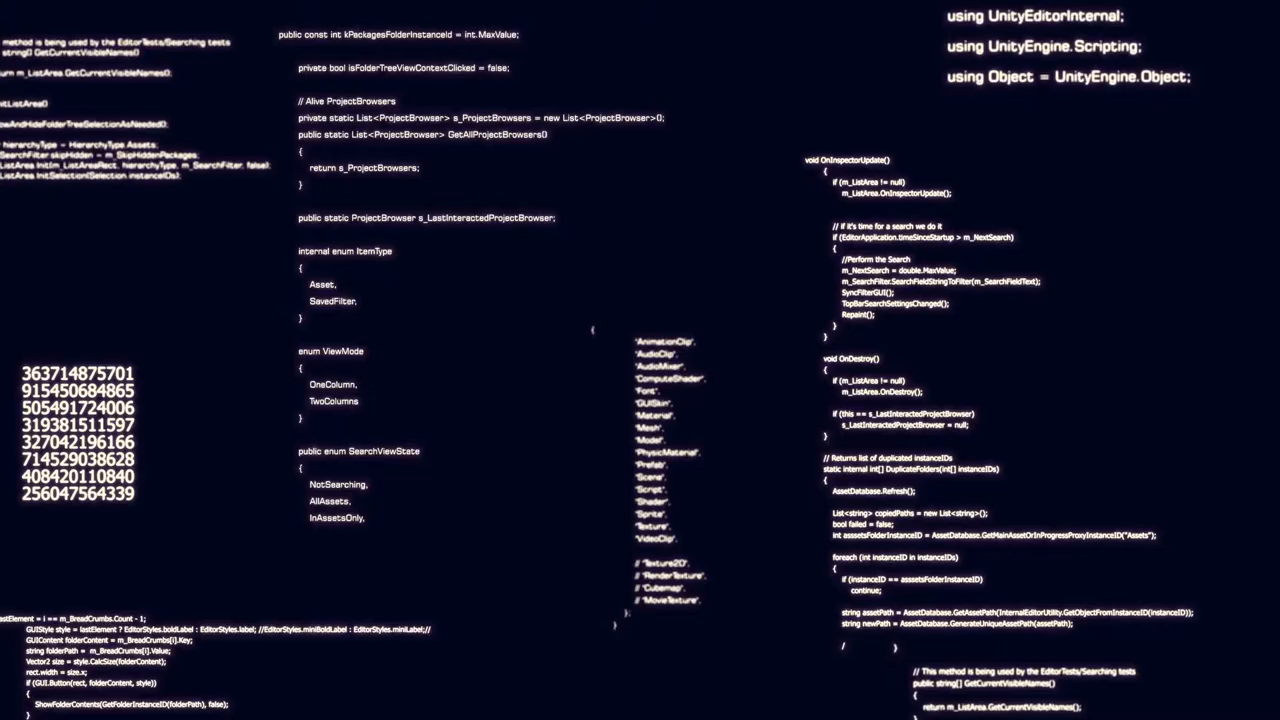 method is being used by the EditorTests/Searching tests
string[] GetCurrentVisibleNames()
m_ListArea.GetCurrentVisibleNames();
hierarchyType = HierarchyType.Assets;
SearchFilter skipHidden = m_SkipHiddenPackages;
ListArea.Init(m_ListAreaRect, hierarchyType, m_SearchFilter, false);
ListArea.InitSelection(Selection.instanceIDs);
public const int kPackagesFolderInstanceId = int.MaxValue;
private bool isFolderTreeViewContextClicked = false;
// Alive ProjectBrowsers
private static List<ProjectBrowser> s_ProjectBrowsers = new List<ProjectBrowser>();
public static List<ProjectBrowser> GetAllProjectBrowsers()
{
return s_ProjectBrowsers;
}
public static ProjectBrowser s_LastInteractedProjectBrowser;
internal enum ItemType
{
Asset,
SavedFilter,
}
enum ViewMode
{
OneColumn,
TwoColumns
}
public enum SearchViewState
{
NotSearching,
AllAssets,
InAssetsOnly,
using UnityEditorInternal;
using UnityEngine.Scripting;
using Object = UnityEngine.Object;
363714875701
915450684865
505491724006
319381511597
327042196166
714529038628
408420110840
256047564339
{
"AnimationClip",
"AudioClip",
"AudioMixer",
"ComputeShader",
"Font",
"GUISkin",
"Material",
"Mesh",
"Model",
"PhysicMaterial",
"Prefab",
"Scene",
"Script",
"Shader",
"Sprite",
"Texture",
"VideoClip",
// "Texture2D",
// "RenderTexture",
// "Cubemap",
// "MovieTexture",
};
}
void OnInspectorUpdate()
{
if (m_ListArea != null)
m_ListArea.OnInspectorUpdate();
// if it's time for a search we do it
if (EditorApplication.timeSinceStartup > m_NextSearch)
{
//Perform the Search
m_NextSearch = double.MaxValue;
m_SearchFilter.SearchFieldStringToFilter(m_SearchFieldText);
SyncFilterGUI();
TopBarSearchSettingsChanged();
Repaint();
}
}
void OnDestroy()
{
if (m_ListArea != null)
m_ListArea.OnDestroy();
if (this == s_LastInteractedProjectBrowser)
s_LastInteractedProjectBrowser = null;
}
// Returns list of duplicated instanceIDs
static internal int[] DuplicateFolders(int[] instanceIDs)
{
AssetDatabase.Refresh();
List<string> copiedPaths = new List<string>();
bool failed = false;
int asssetsFolderInstanceID = AssetDatabase.GetMainAssetOrInProgressProxyInstanceID("Assets");
foreach (int instanceID in instanceIDs)
{
if (instanceID == asssetsFolderInstanceID)
continue;
string assetPath = AssetDatabase.GetAssetPath(InternalEditorUtility.GetObjectFromInstanceID(instanceID));
string newPath = AssetDatabase.GenerateUniqueAssetPath(assetPath);
/ }
// This method is being used by the EditorTests/Searching tests
public string[] GetCurrentVisibleNames()
{
return m_ListArea.GetCurrentVisibleNames();
}
lastElement = i == m_BreadCrumbs.Count - 1;
GUIStyle style = lastElement ? EditorStyles.boldLabel : EditorStyles.label; //EditorStyles.miniBoldLabel : EditorStyles.miniLabel;//
GUIContent folderContent = m_BreadCrumbs[i].Key;
string folderPath = m_BreadCrumbs[i].Value;
Vector2 size = style.CalcSize(folderContent);
rect.width = size.x;
if (GUI.Button(rect, folderContent, style))
{
ShowFolderContents(GetFolderInstanceID(folderPath), false);
}